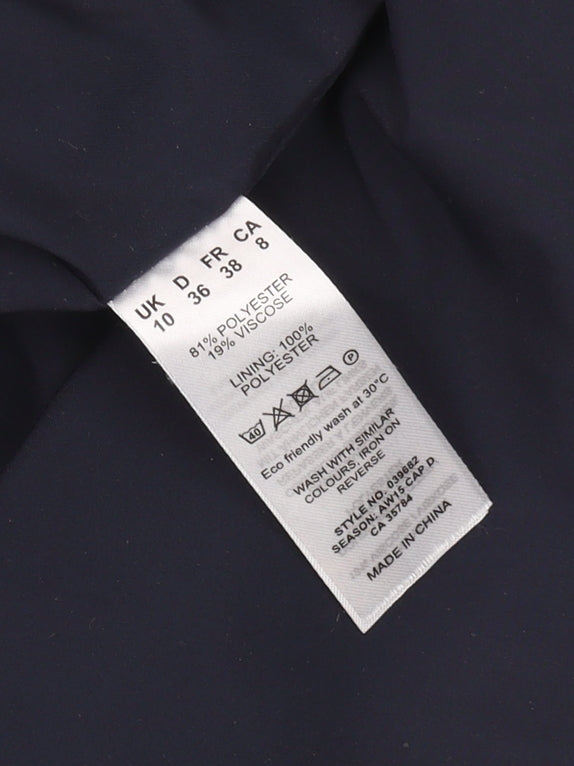 UK D FR CA
10 36 38 8
81% POLYESTER
19% VISCOSE
LINING: 100%
POLYESTER
40 P
Eco friendly wash at 30°C
WASH WITH SIMILAR
COLOURS, IRON ON
REVERSE
STYLE NO. 039682
SEASON: AW15 CAP D
CA 35784
MADE IN CHINA